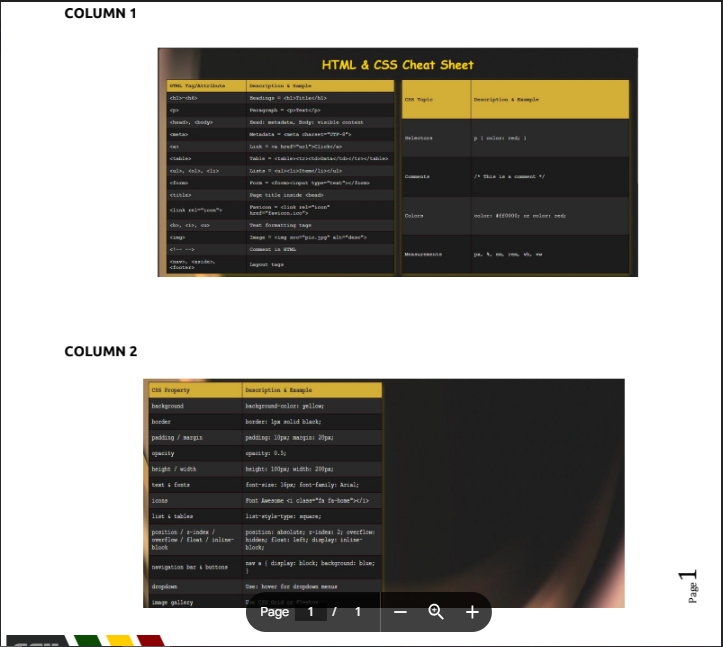 COLUMN 1
HTML & CSS Cheat Sheet
HTML Tag/Attribute Description & Example
<h1>–<h6> Headings = <h1>Title</h1>
<p> Paragraph = <p>Text</p>
<head>, <body> Head: metadata, Body: visible content
<meta> Metadata = <meta charset="UTF-8">
<a> Link = <a href="url">Click</a>
<table> Table = <table><tr><td>Data</td></tr></table>
<ul>, <ol>, <li> Lists = <ul><li>Item</li></ul>
<form> Form = <form><input type="text"></form>
<title> Page title inside <head>
<link rel="icon"> Favicon = <link rel="icon"
href="favicon.ico">
<b>, <i>, <u> Text formatting tags
<img> Image = <img src="pic.jpg" alt="desc">
<!-- --> Comment in HTML
<nav>, <aside>,
<footer> Layout tags
CSS Topic Description & Example
Selectors p { color: red; }
Comments /* This is a comment */
Colors color: #ff0000; or color: red;
Measurements px, %, em, rem, vh, vw
COLUMN 2
CSS Property Description & Example
background background-color: yellow;
border border: 1px solid black;
padding / margin padding: 10px; margin: 20px;
opacity opacity: 0.5;
height / width height: 100px; width: 200px;
text & fonts font-size: 16px; font-family: Arial;
icons Font Awesome <i class="fa fa-home"></i>
list & tables list-style-type: square;
position / z-index / position: absolute; z-index: 2; overflow:
overflow / float / inline- hidden; float: left; display: inline-
block block;
navigation bar & buttons nav a { display: block; background: blue;
}
dropdown Use: hover for dropdown menus
image gallery
Page 1 / 1
Page 1